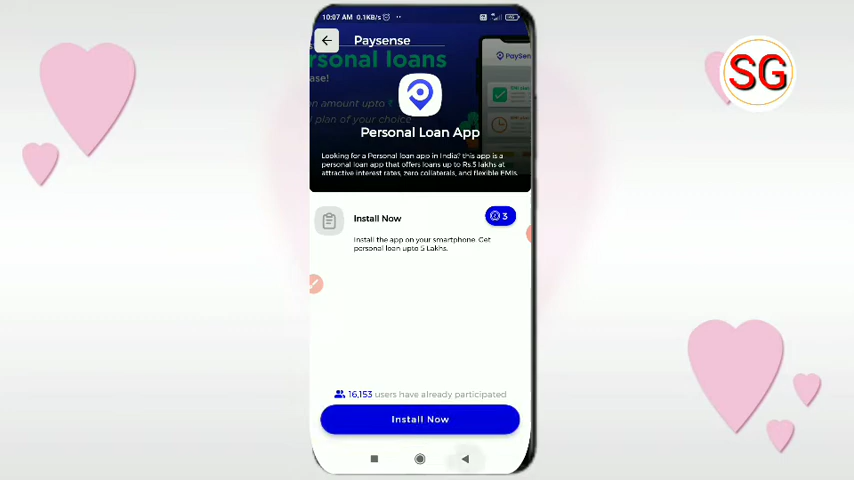 10:07 AM 0.1KB/s
Paysense
rsonal loans
ase!
on amount upto ₹
plan of your choice
PaySen
Personal Loan App
Looking for a Personal loan app in India? this app is a
personal loan app that offers loans up to Rs.5 lakhs at
attractive interest rates, zero collaterals, and flexible EMIs.
Install Now
3
Install the app on your smartphone. Get
personal loan upto 5 Lakhs.
16,153 users have already participated
Install Now
SG